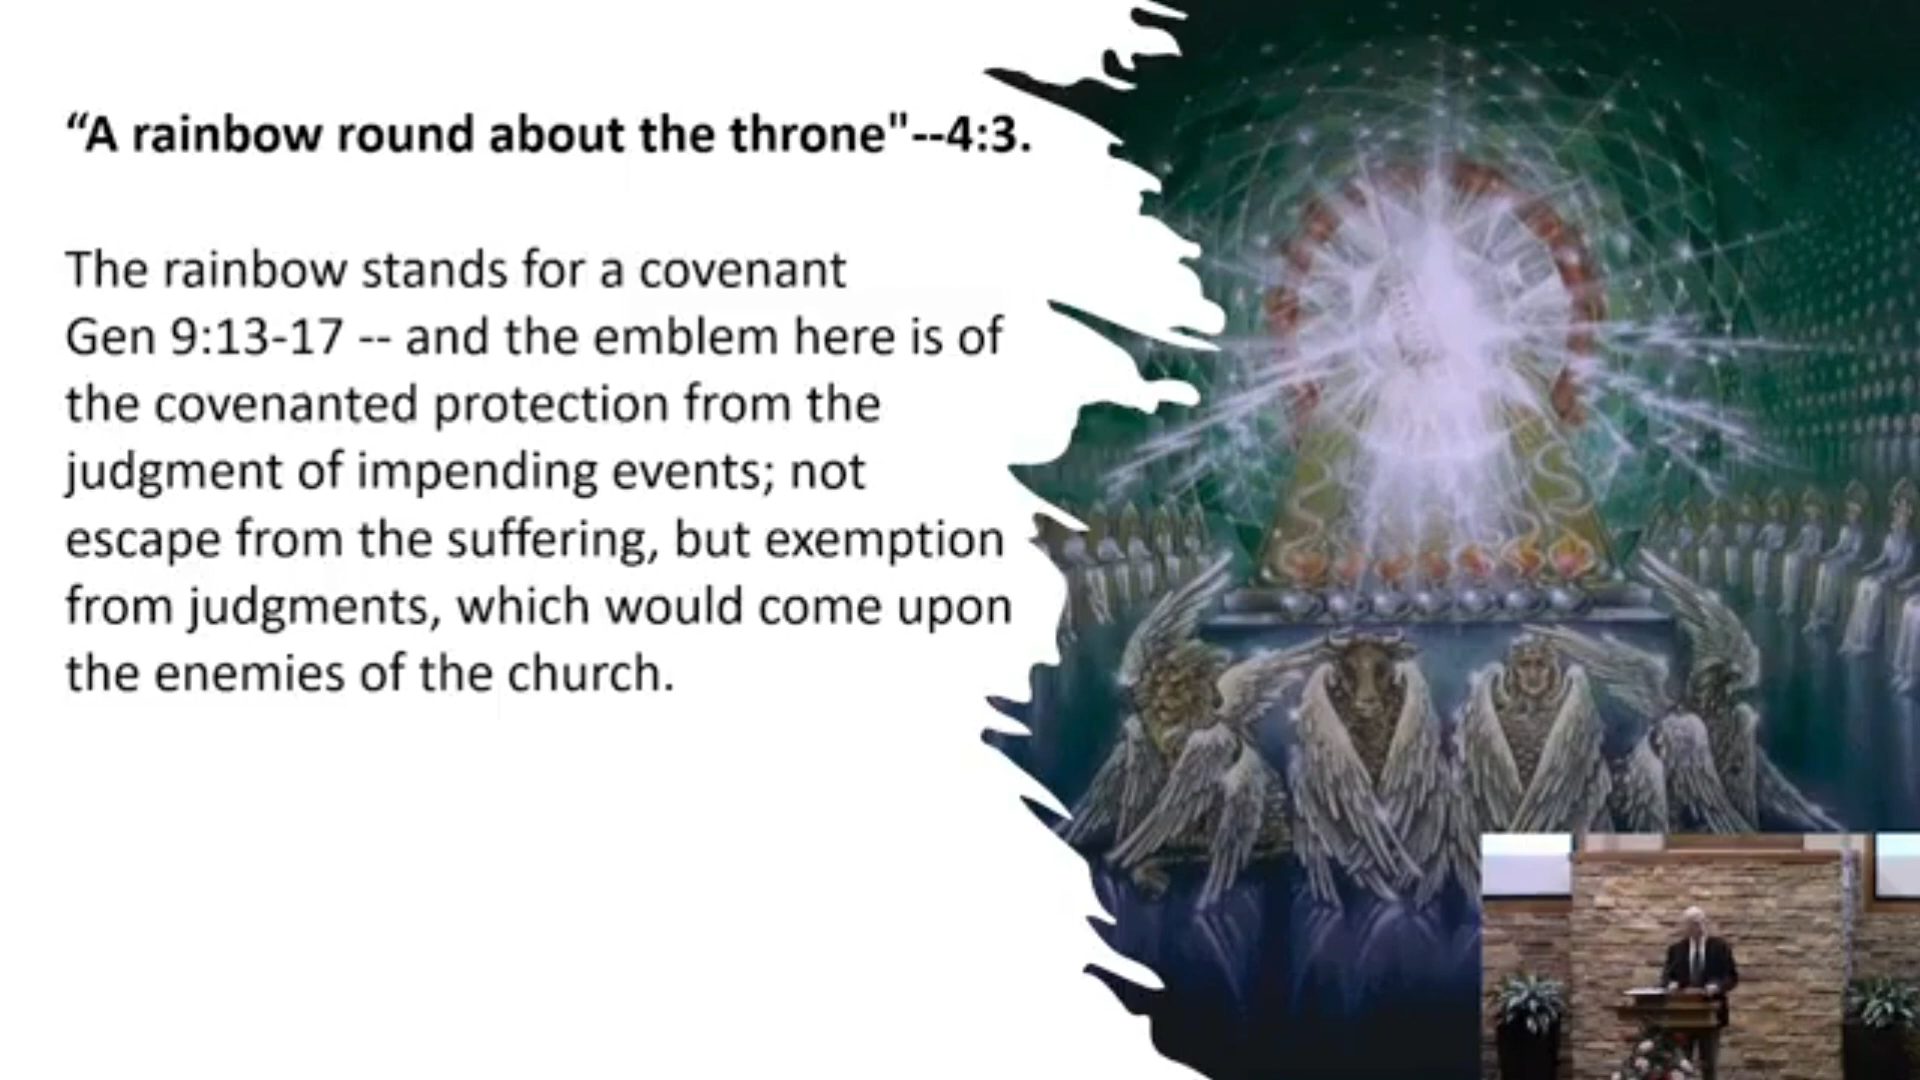 “A rainbow round about the throne"--4:3.
The rainbow stands for a covenant
Gen 9:13-17 -- and the emblem here is of
the covenanted protection from the
judgment of impending events; not
escape from the suffering, but exemption
from judgments, which would come upon
the enemies of the church.